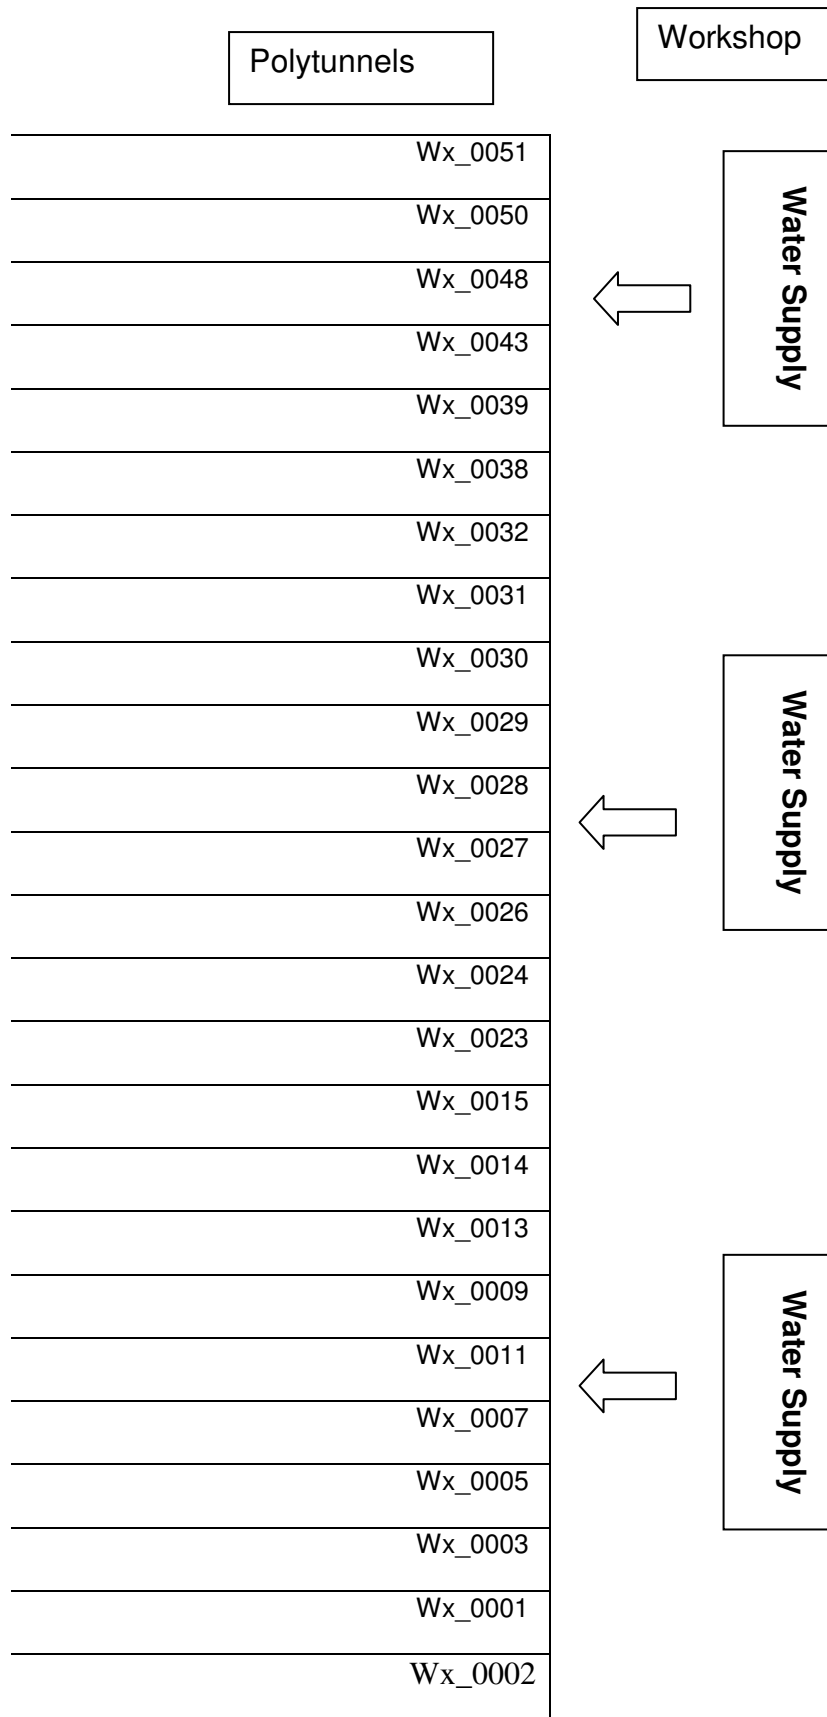 Workshop
Polytunnels
Wx_0051
Wx_0050
Wx_0048
Wx_0043
Wx_0039
Wx_0038
Wx_0032
Wx_0031
Wx_0030
Wx_0029
Wx_0028
Wx_0027
Wx_0026
Wx_0024
Wx_0023
Wx_0015
Wx_0014
Wx_0013
Wx_0009
Wx_0011
Wx_0007
Wx_0005
Wx_0003
Wx_0001
Wx_0002
Water Supply
Water Supply
Water Supply